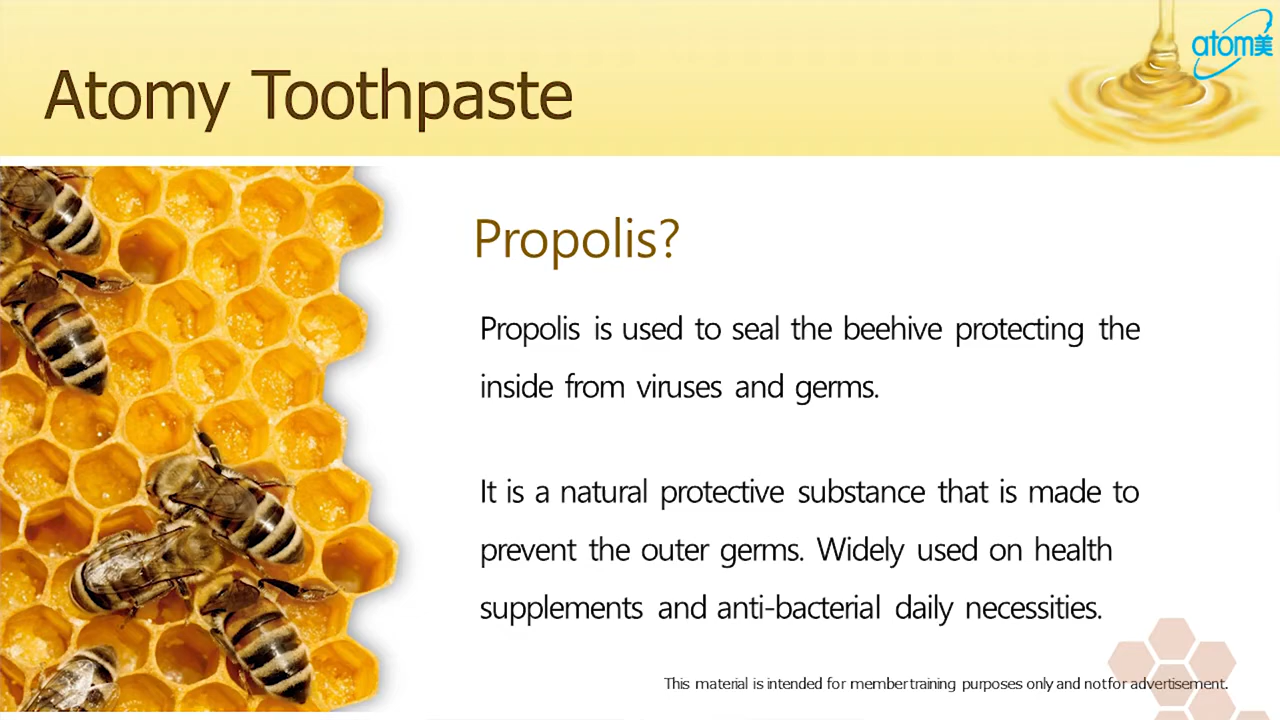 atom美
Atomy Toothpaste
Propolis?
Propolis is used to seal the beehive protecting the
inside from viruses and germs.
It is a natural protective substance that is made to
prevent the outer germs. Widely used on health
supplements and anti-bacterial daily necessities.
This material is intended for member training purposes only and not for advertisement.